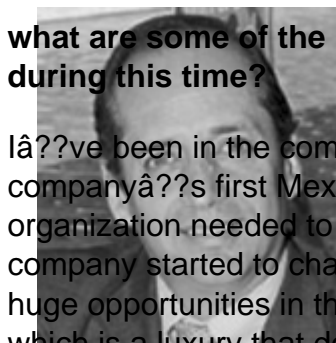 what are some of the
during this time?
Iâ??ve been in the com
companyâ??s first Mex
organization needed to
company started to cha
huge opportunities in th
which is a luxury that